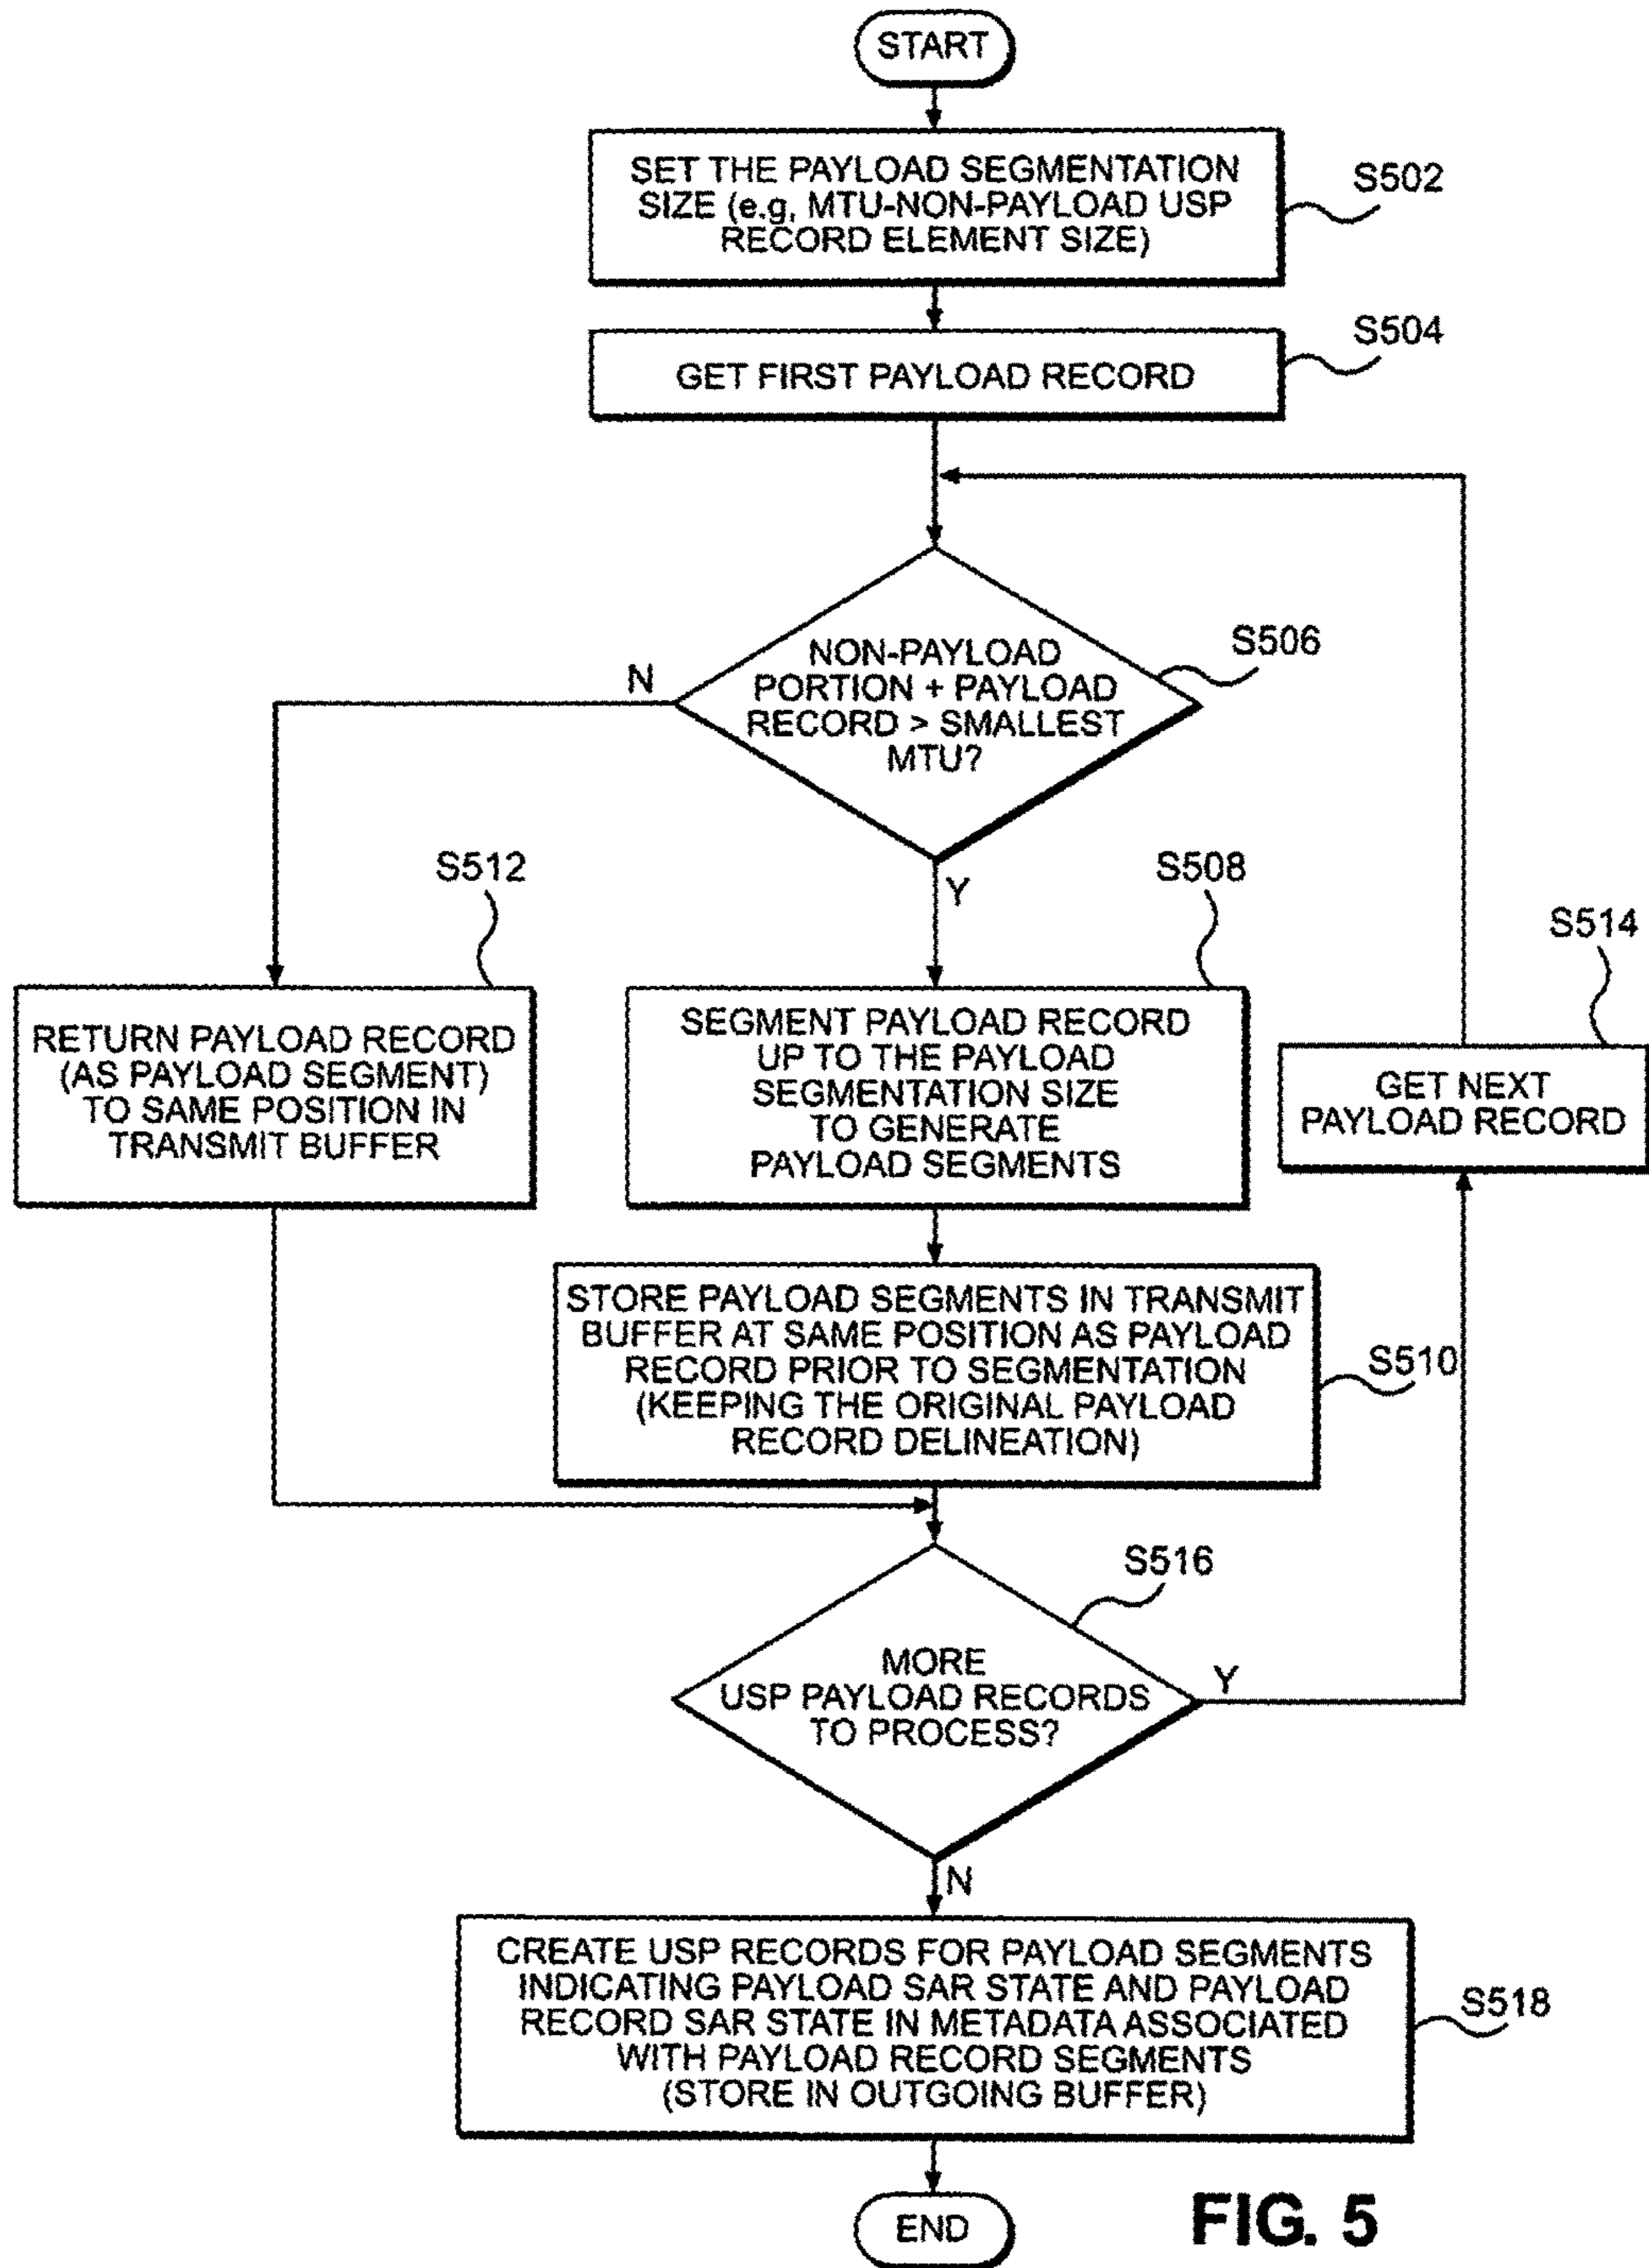 START
SET THE PAYLOAD SEGMENTATION
SIZE (e.g, MTU-NON-PAYLOAD USP
RECORD ELEMENT SIZE)
S502
GET FIRST PAYLOAD RECORD
S504
NON-PAYLOAD
PORTION + PAYLOAD
RECORD > SMALLEST
MTU?
S506
N
Y
S512
RETURN PAYLOAD RECORD
(AS PAYLOAD SEGMENT)
TO SAME POSITION IN
TRANSMIT BUFFER
S508
SEGMENT PAYLOAD RECORD
UP TO THE PAYLOAD
SEGMENTATION SIZE
TO GENERATE
PAYLOAD SEGMENTS
S514
GET NEXT
PAYLOAD RECORD
STORE PAYLOAD SEGMENTS IN TRANSMIT
BUFFER AT SAME POSITION AS PAYLOAD
RECORD PRIOR TO SEGMENTATION
(KEEPING THE ORIGINAL PAYLOAD
RECORD DELINEATION)
S510
S516
MORE
USP PAYLOAD RECORDS
TO PROCESS?
Y
N
CREATE USP RECORDS FOR PAYLOAD SEGMENTS
INDICATING PAYLOAD SAR STATE AND PAYLOAD
RECORD SAR STATE IN METADATA ASSOCIATED
WITH PAYLOAD RECORD SEGMENTS
(STORE IN OUTGOING BUFFER)
S518
END
FIG. 5